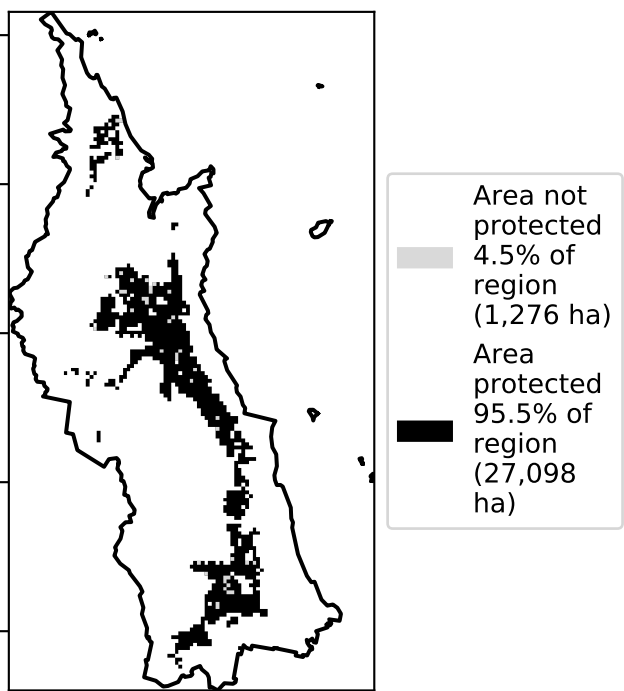 Area not
protected
4.5% of
region
(1,276 ha)
Area
protected
95.5% of
region
(27,098
ha)